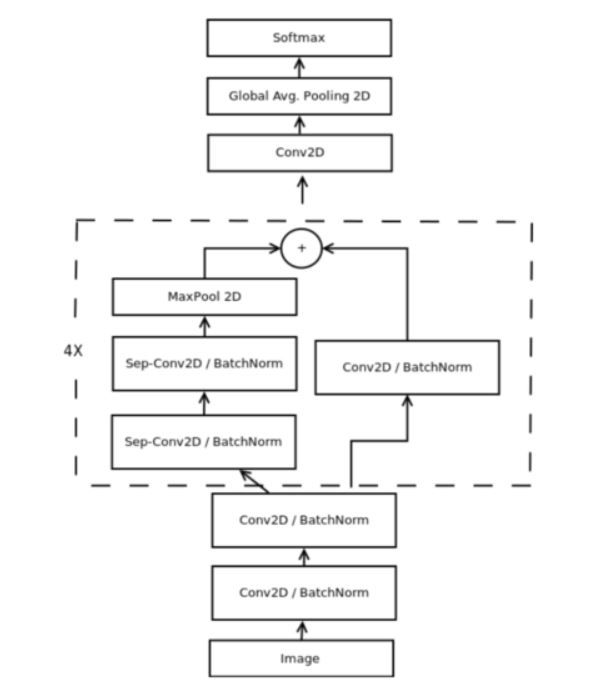 Softmax
Global Avg. Pooling 2D
Conv2D
+
MaxPool 2D
4X
Sep-Conv2D / BatchNorm
Conv2D / BatchNorm
Sep-Conv2D / BatchNorm
Conv2D / BatchNorm
Conv2D / BatchNorm
Image